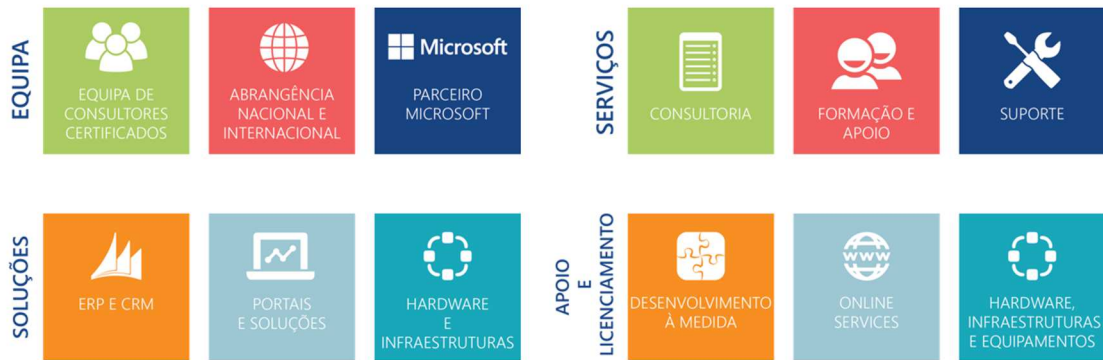 EQUIPA
EQUIPA DE
CONSULTORES
CERTIFICADOS
ABRANGÊNCIA
NACIONAL E
INTERNACIONAL
Microsoft
PARCEIRO
MICROSOFT
SERVIÇOS
CONSULTORIA
FORMAÇÃO E
APOIO
SUPORTE
SOLUÇÕES
ERP E CRM
PORTAIS
E SOLUÇÕES
HARDWARE
E
INFRAESTRUTURAS
APOIO
E
LICENCIAMENTO
DESENVOLVIMENTO
À MEDIDA
WWW
ONLINE
SERVICES
HARDWARE,
INFRAESTRUTURAS
E EQUIPAMENTOS